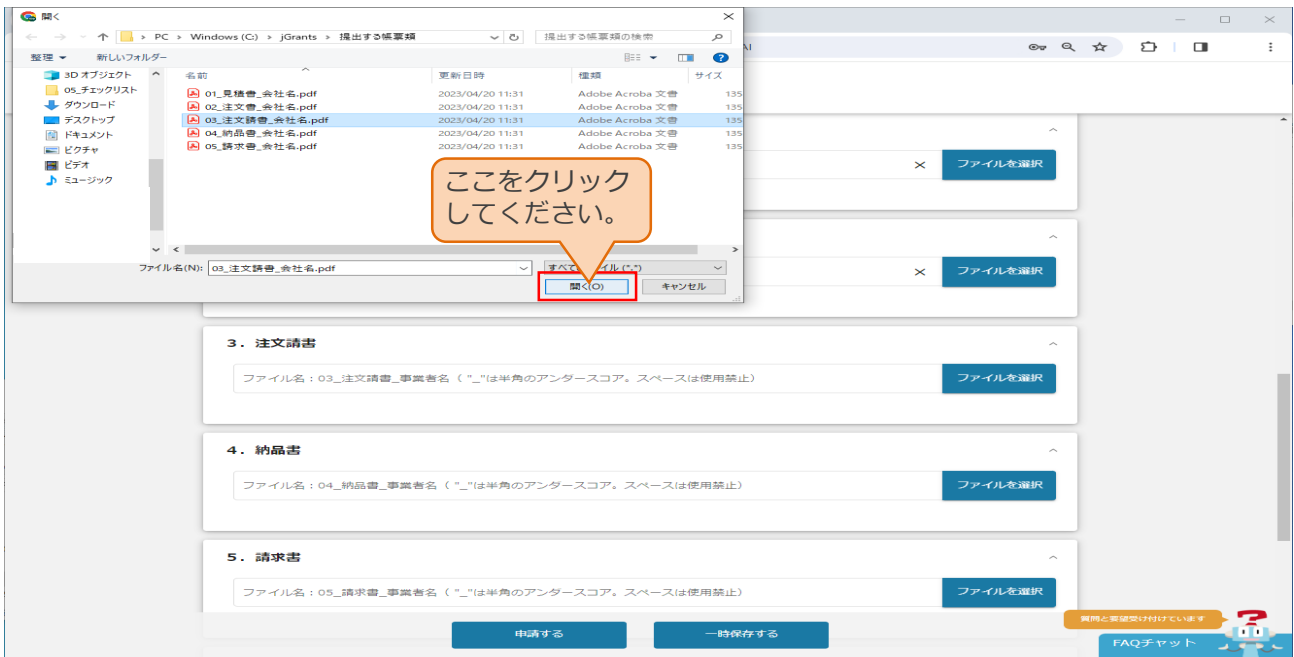 開く
PC > Windows (C:) > jGrants > 提出する帳票類
提出する帳票類の検索
整理
新しいフォルダー
3D オブジェクト
05_チェックリスト
ダウンロード
デスクトップ
ドキュメント
ピクチャ
ビデオ
ミュージック
名前 更新日時 種類 サイズ
01_見積書_会社名.pdf 2023/04/20 11:31 Adobe Acroba 文書 135
02_注文書_会社名.pdf 2023/04/20 11:31 Adobe Acroba 文書 135
03_注文請書_会社名.pdf 2023/04/20 11:31 Adobe Acroba 文書 135
04_納品書_会社名.pdf 2023/04/20 11:31 Adobe Acroba 文書 135
05_請求書_会社名.pdf 2023/04/20 11:31 Adobe Acroba 文書 135
ここをクリック
してください。
ファイル名(N): 03_注文請書_会社名.pdf
開く(O) キャンセル
ファイルを選択
ファイルを選択
3. 注文請書
ファイル名:03_注文請書_事業者名("_"は半角のアンダースコア。スペースは使用禁止)
ファイルを選択
4. 納品書
ファイル名:04_納品書_事業者名("_"は半角のアンダースコア。スペースは使用禁止)
ファイルを選択
5. 請求書
ファイル名:05_請求書_事業者名("_"は半角のアンダースコア。スペースは使用禁止)
ファイルを選択
申請する 一時保存する
質問と要望受け付けています
FAQチャット